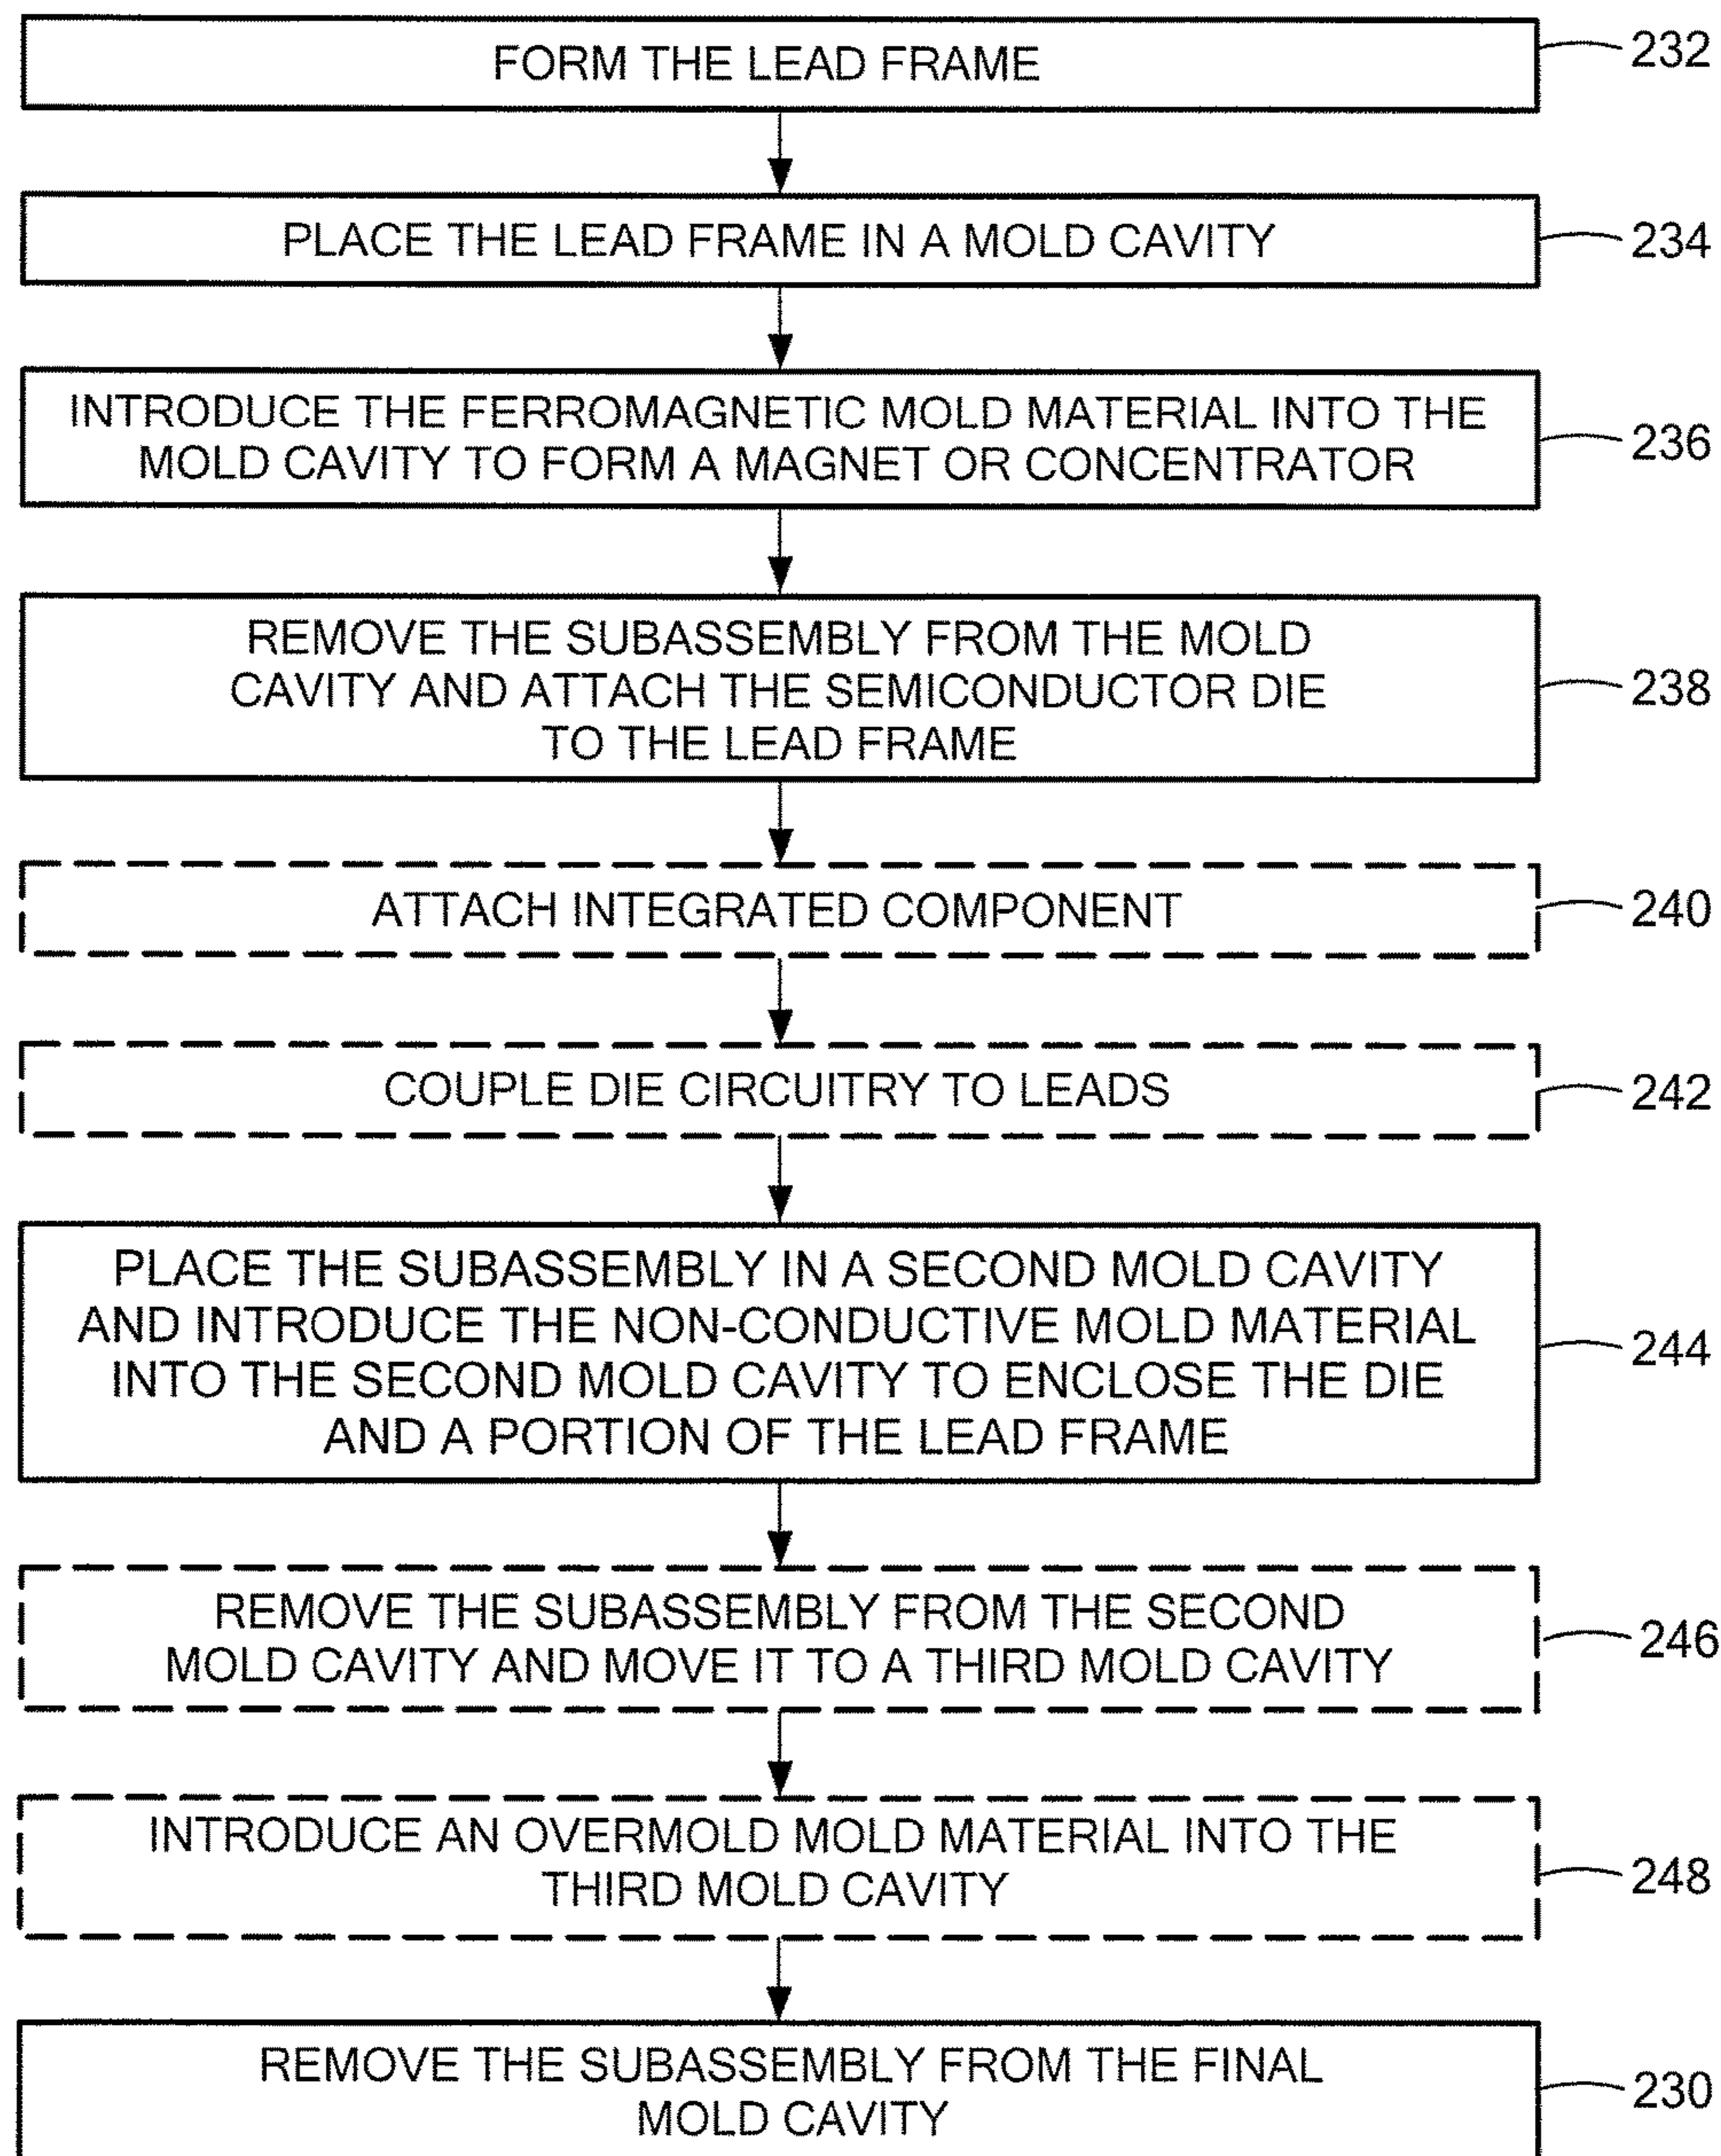 FORM THE LEAD FRAME
232
PLACE THE LEAD FRAME IN A MOLD CAVITY
234
INTRODUCE THE FERROMAGNETIC MOLD MATERIAL INTO THE
MOLD CAVITY TO FORM A MAGNET OR CONCENTRATOR
236
REMOVE THE SUBASSEMBLY FROM THE MOLD
CAVITY AND ATTACH THE SEMICONDUCTOR DIE
TO THE LEAD FRAME
238
ATTACH INTEGRATED COMPONENT
240
COUPLE DIE CIRCUITRY TO LEADS
242
PLACE THE SUBASSEMBLY IN A SECOND MOLD CAVITY
AND INTRODUCE THE NON-CONDUCTIVE MOLD MATERIAL
INTO THE SECOND MOLD CAVITY TO ENCLOSE THE DIE
AND A PORTION OF THE LEAD FRAME
244
REMOVE THE SUBASSEMBLY FROM THE SECOND
MOLD CAVITY AND MOVE IT TO A THIRD MOLD CAVITY
246
INTRODUCE AN OVERMOLD MOLD MATERIAL INTO THE
THIRD MOLD CAVITY
248
REMOVE THE SUBASSEMBLY FROM THE FINAL
MOLD CAVITY
230